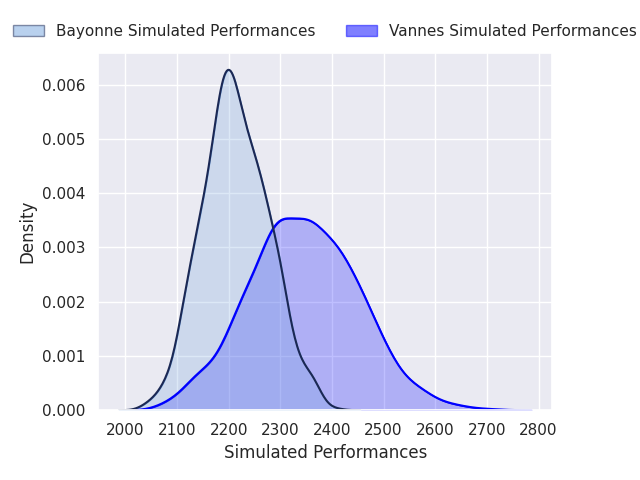 Bayonne Simulated Performances Vannes Simulated Performances
0.006
0.005
0.004
0.003
0.002
0.001
0.000
Density
2000 2100 2200 2300 2400 2500 2600 2700 2800
Simulated Performances